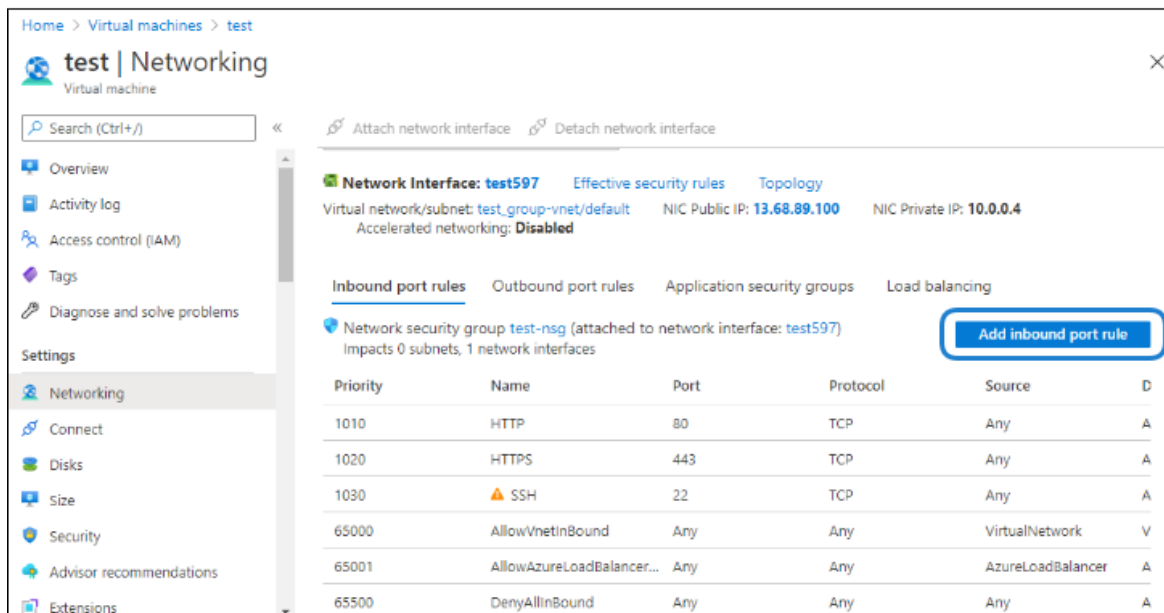 Home > Virtual machines > test
test | Networking
Virtual machine
Search (Ctrl+/)
«
Attach network interface Detach network interface
Overview
Activity log
Access control (IAM)
Tags
Diagnose and solve problems
Settings
Networking
Connect
Disks
Size
Security
Advisor recommendations
Extensions
Network Interface: test597 Effective security rules Topology
Virtual network/subnet: test_group-vnet/default NIC Public IP: 13.68.89.100 NIC Private IP: 10.0.0.4
Accelerated networking: Disabled
Inbound port rules Outbound port rules Application security groups Load balancing
Network security group test-nsg (attached to network interface: test597)
Impacts 0 subnets, 1 network interfaces
Add inbound port rule
Priority Name Port Protocol Source D
1010 HTTP 80 TCP Any A
1020 HTTPS 443 TCP Any A
1030 SSH 22 TCP Any A
65000 AllowVnetInBound Any Any VirtualNetwork V
65001 AllowAzureLoadBalancer... Any Any AzureLoadBalancer A
65500 DenyAllInBound Any Any Any A